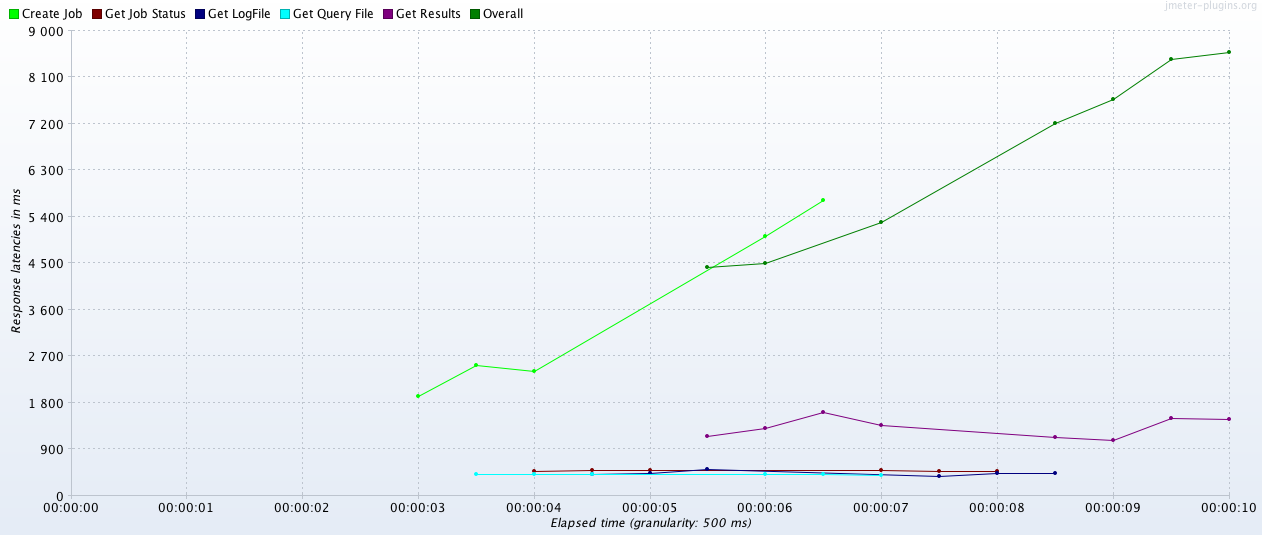 jmeter-plugins.org
Create Job Get Job Status Get LogFile Get Query File Get Results Overall
9 000
8 100
7 200
6 300
5 400
4 500
3 600
2 700
1 800
900
0
Response latencies in ms
00:00:00 00:00:01 00:00:02 00:00:03 00:00:04 00:00:05 00:00:06 00:00:07 00:00:08 00:00:09 00:00:10
Elapsed time (granularity: 500 ms)